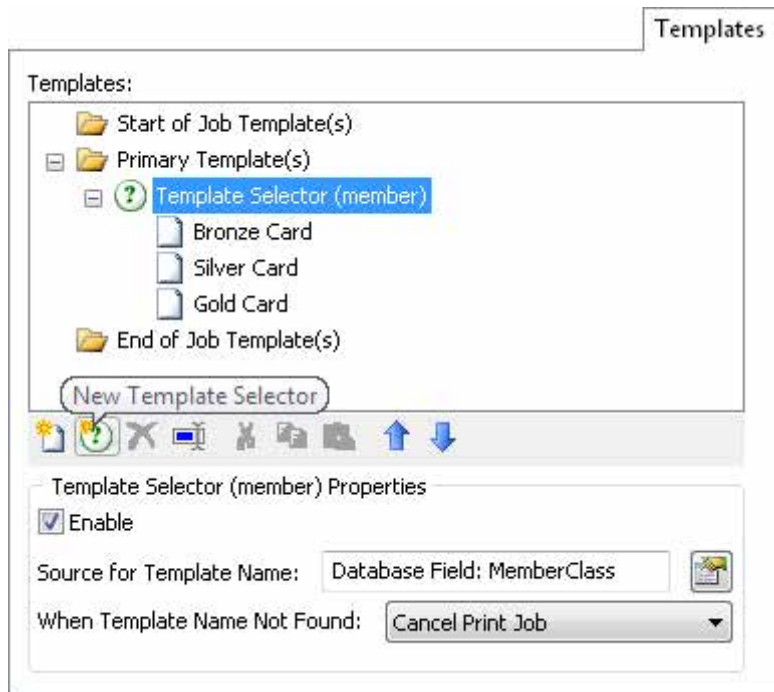 Templates
Templates:
Start of Job Template(s)
Primary Template(s)
Template Selector (member)
Bronze Card
Silver Card
Gold Card
End of Job Template(s)
New Template Selector
Template Selector (member) Properties
Enable
Source for Template Name: Database Field: MemberClass
When Template Name Not Found: Cancel Print Job